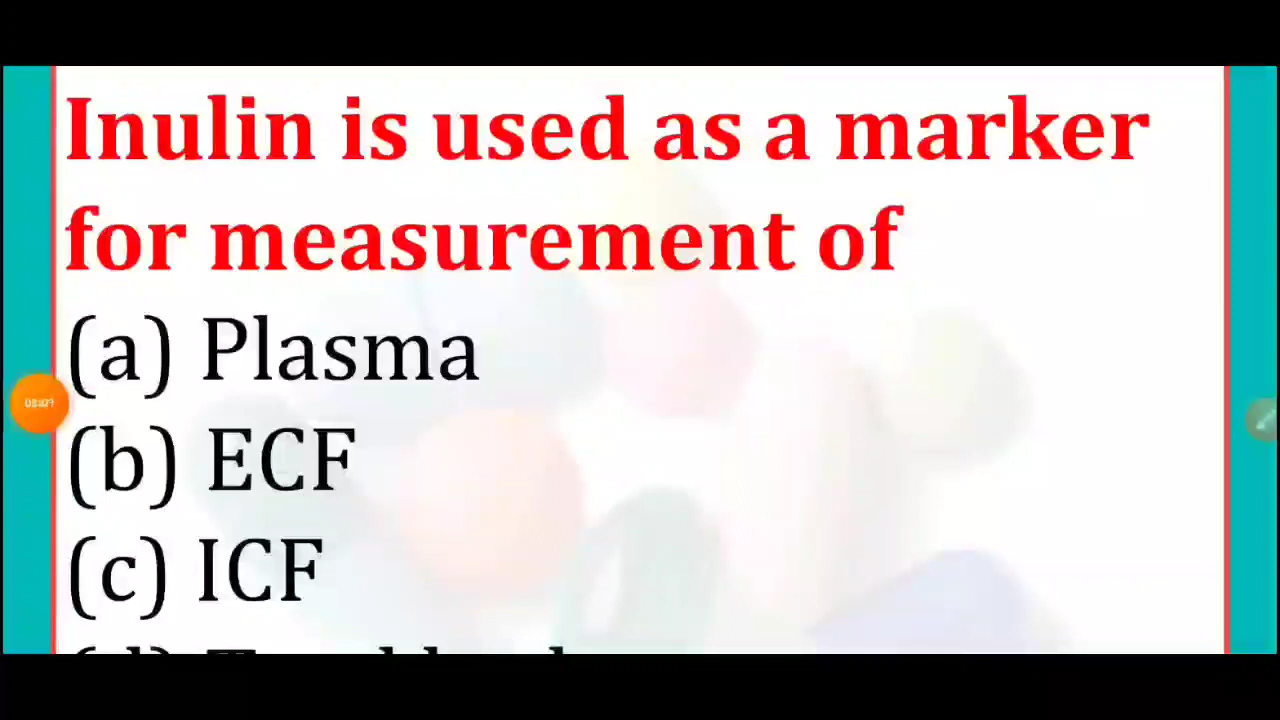 Inulin is used as a marker
for measurement of
(a) Plasma
(b) ECF
(c) ICF